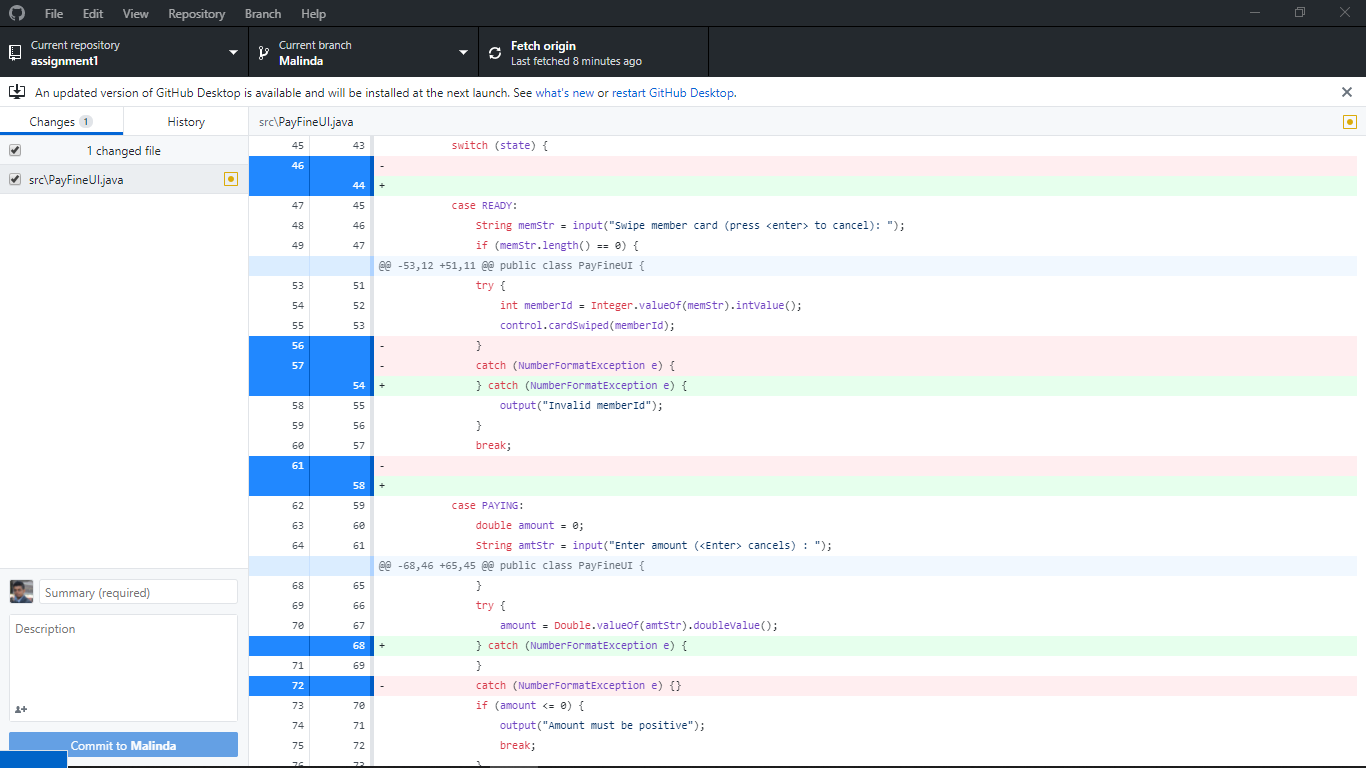 File Edit View Repository Branch Help
Current repository
assignment1
Current branch
Malinda
Fetch origin
Last fetched 8 minutes ago
An updated version of GitHub Desktop is available and will be installed at the next launch. See what's new or restart GitHub Desktop.
Changes 1 History
src\PayFineUI.java
1 changed file
src\PayFineUI.java
45 43 switch (state) {
46 -
44 +
47 45 case READY:
48 46 String memStr = input("Swipe member card (press <enter> to cancel): ");
49 47 if (memStr.length() == 0) {
@@ -53,12 +51,11 @@ public class PayFineUI {
53 51 try {
54 52 int memberId = Integer.valueOf(memStr).intValue();
55 53 control.cardSwiped(memberId);
56 - }
57 - catch (NumberFormatException e) {
54 + } catch (NumberFormatException e) {
58 55 output("Invalid memberId");
59 56 }
60 57 break;
61 -
58 +
62 59 case PAYING:
63 60 double amount = 0;
64 61 String amtStr = input("Enter amount (<Enter> cancels) : ");
@@ -68,46 +65,45 @@ public class PayFineUI {
68 65 }
69 66 try {
70 67 amount = Double.valueOf(amtStr).doubleValue();
68 + } catch (NumberFormatException e) {
71 69 }
72 - catch (NumberFormatException e) {}
73 70 if (amount <= 0) {
74 71 output("Amount must be positive");
75 72 break;
76 73 }
Summary (required)
Description
Commit to Malinda